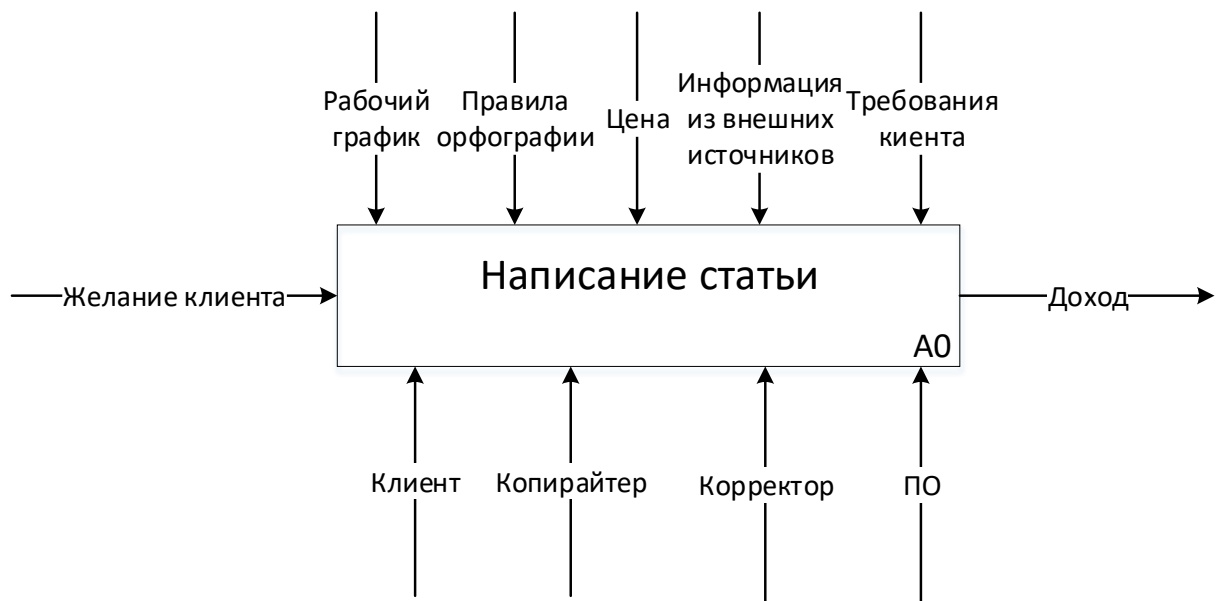 Рабочий
график
Правила
орфографии
Цена
Информация
из внешних
источников
Требования
киента
Написание статьи
Желание клиента
Доход
А0
Клиент
Копирайтер
Корректор
ПО